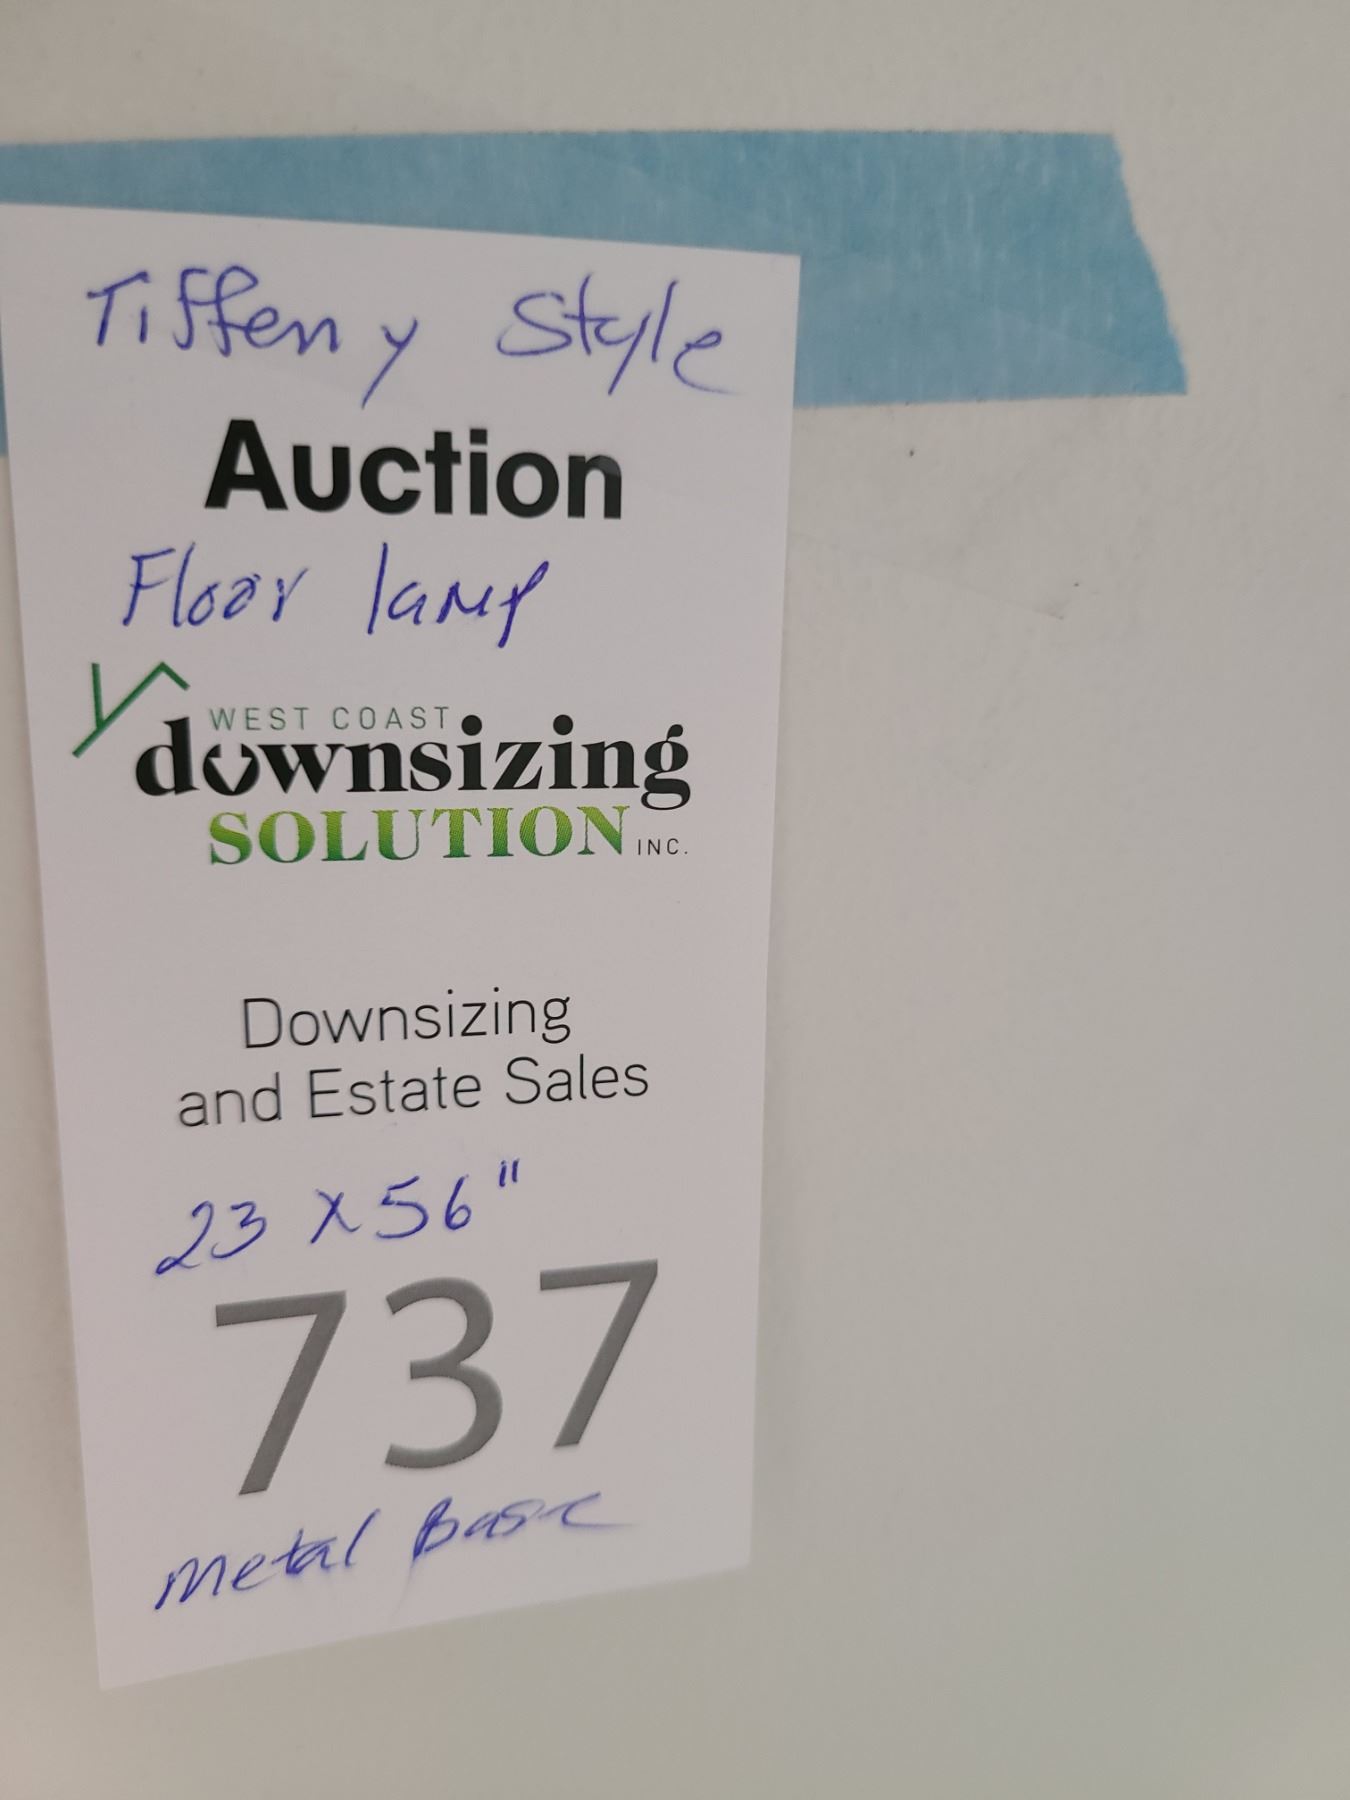 Tiffeny Style
Auction
Floor lamp
WEST COAST
downsizing
SOLUTION INC.
Downsizing
and Estate Sales
23 x 56"
737
Metal Base